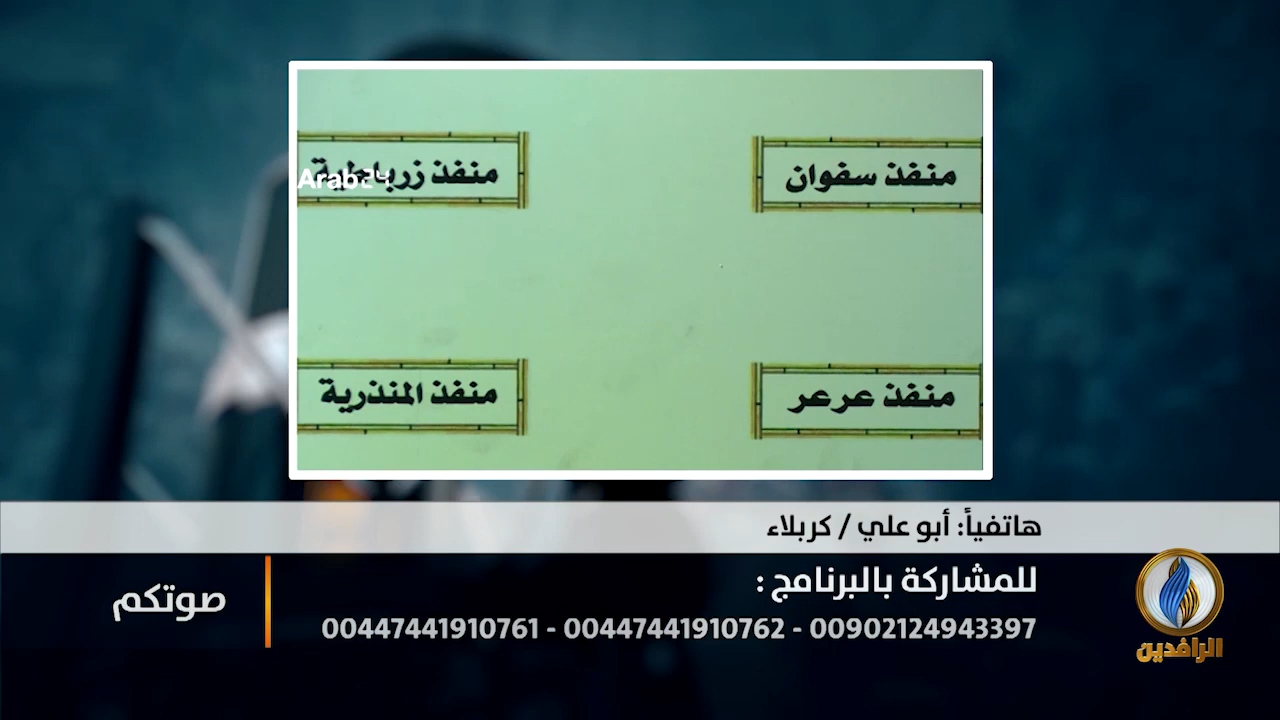 منفذ سفوان
منفذ زرباطية
Arab24
منفذ عرعر
منفذ المنذرية
هاتفياً: أبو علي / كربلاء
للمشاركة بالبرنامج :
00447441910761 - 00447441910762 - 00902124943397
صوتكم
الرافدين